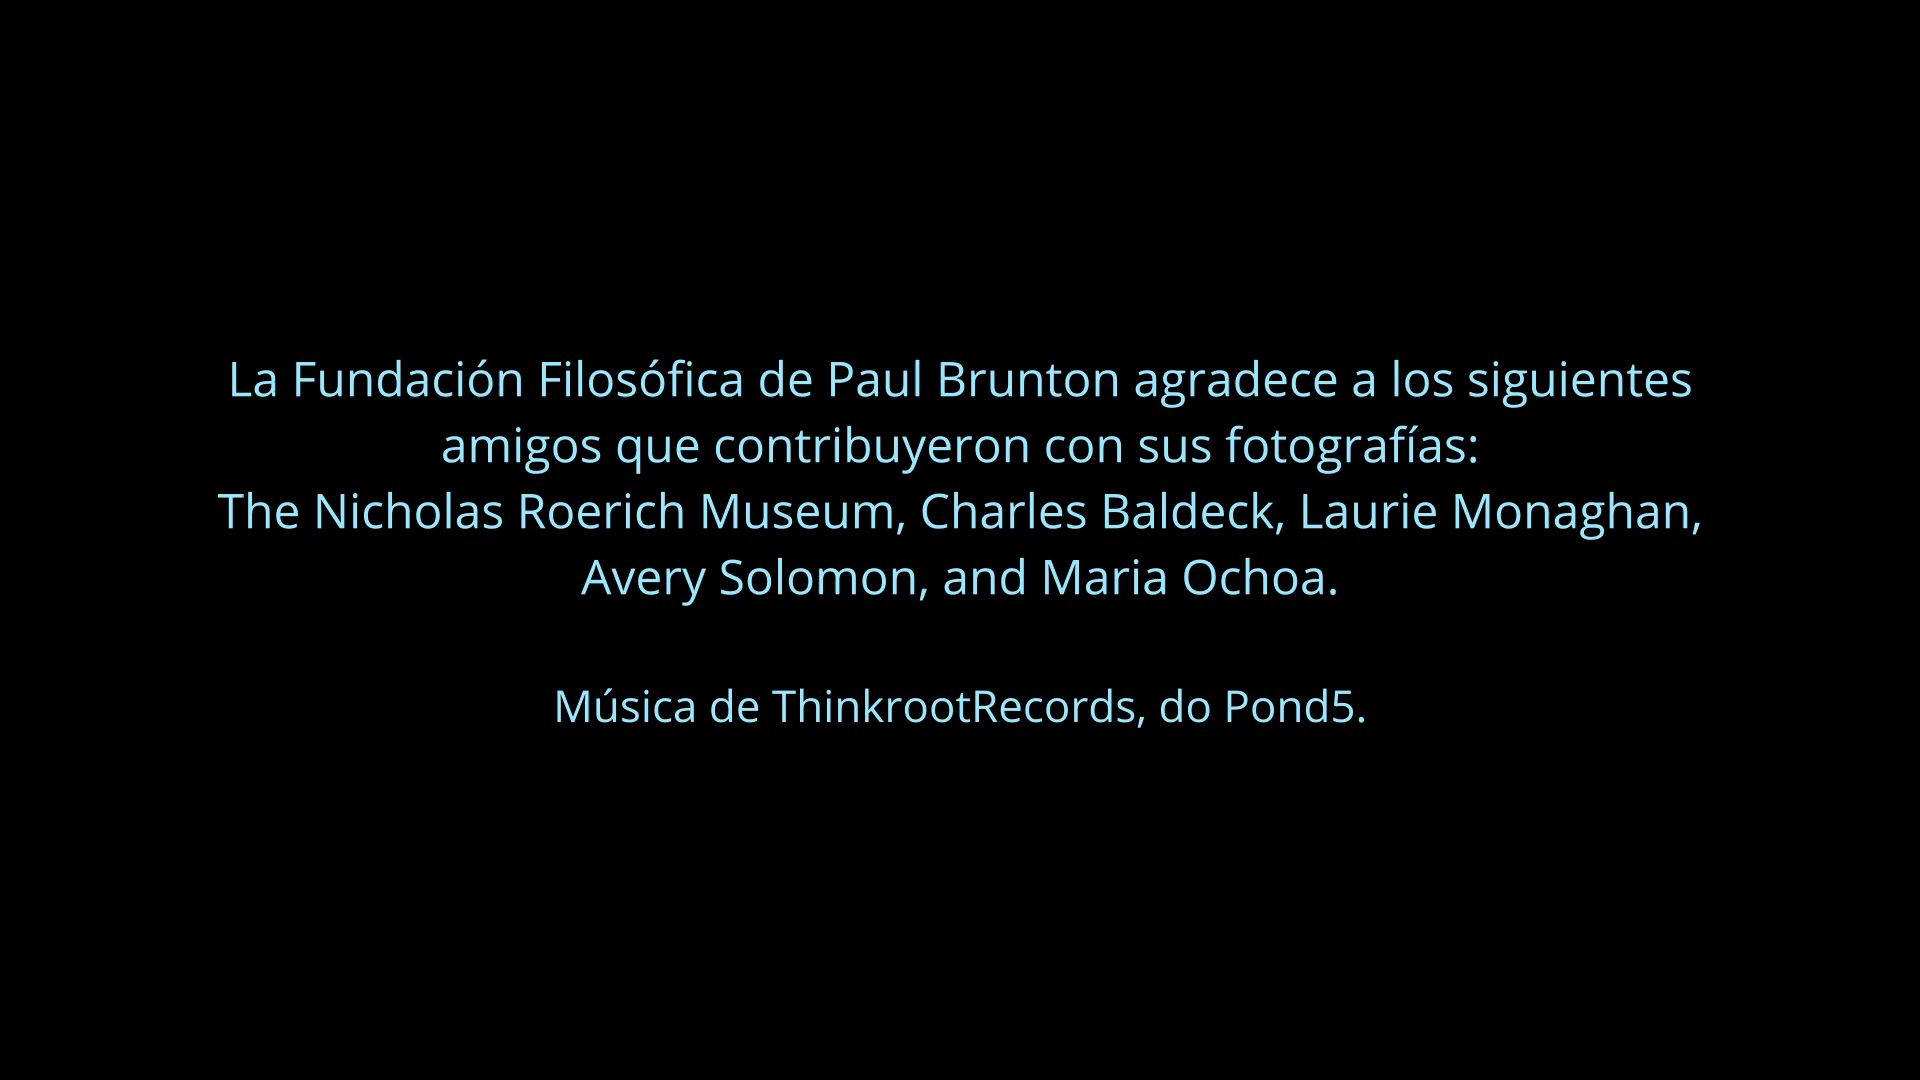 La Fundación Filosófica de Paul Brunton agradece a los siguientes
amigos que contribuyeron con sus fotografías:
The Nicholas Roerich Museum, Charles Baldeck, Laurie Monaghan,
Avery Solomon, and Maria Ochoa.
Música de ThinkrootRecords, do Pond5.